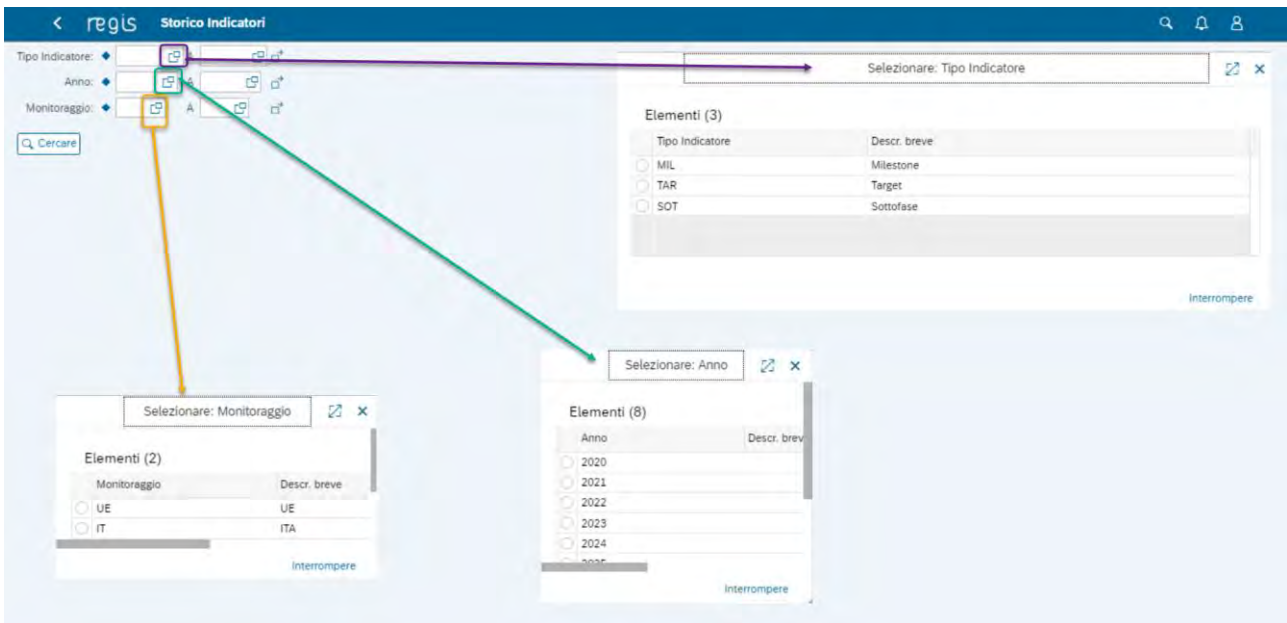 regis Storico Indicatori
Tipo Indicatore: A
Anno: A
Monitoraggio: A
Cercare
Selezionare: Tipo Indicatore
Elementi (3)
Tipo Indicatore Descr. breve
MIL Milestone
TAR Target
SOT Sottofase
Interrompere
Selezionare: Monitoraggio
Elementi (2)
Monitoraggio Descr. breve
UE UE
IT ITA
Interrompere
Selezionare: Anno
Elementi (8)
Anno Descr. brev
2020
2021
2022
2023
2024
2025
Interrompere